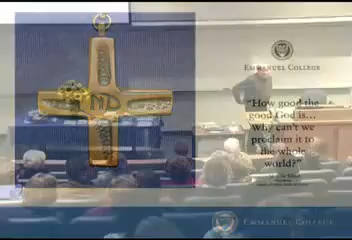 EMMANUEL COLLEGE
"How good the
good God is...
Why can't we
proclaim it to
the whole
world?"
ND
EMMANUEL COLLEGE